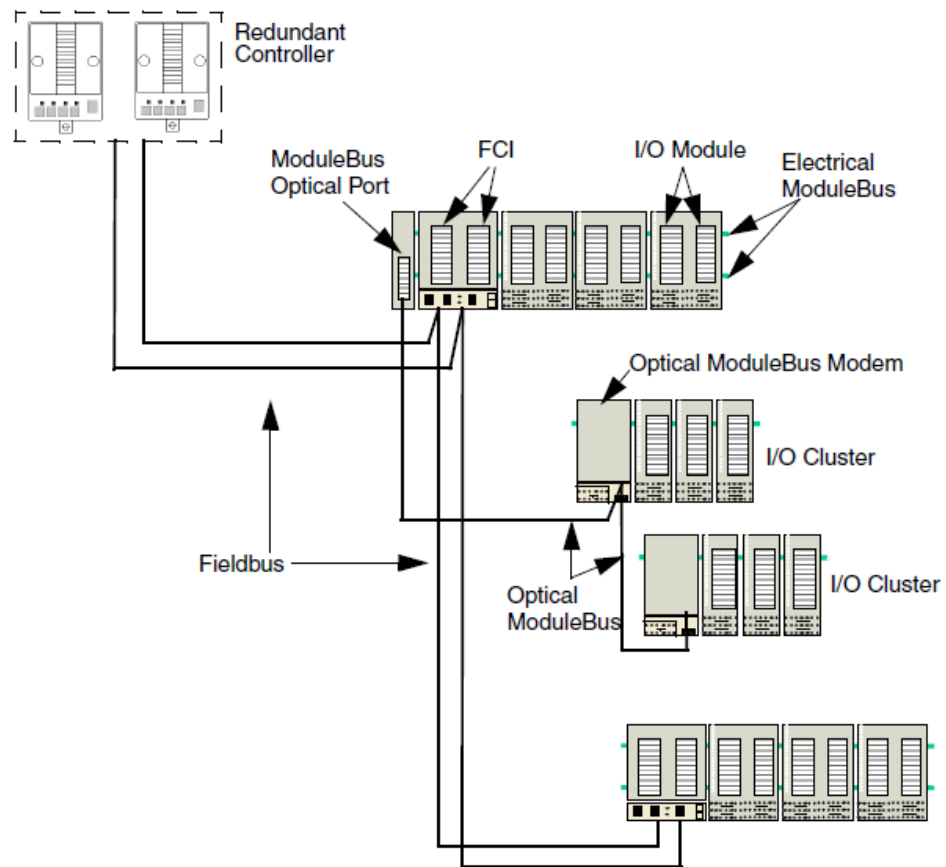 Redundant
Controller
ModuleBus
Optical Port
FCI
I/O Module
Electrical
ModuleBus
Optical ModuleBus Modem
I/O Cluster
Fieldbus
Optical
ModuleBus
I/O Cluster